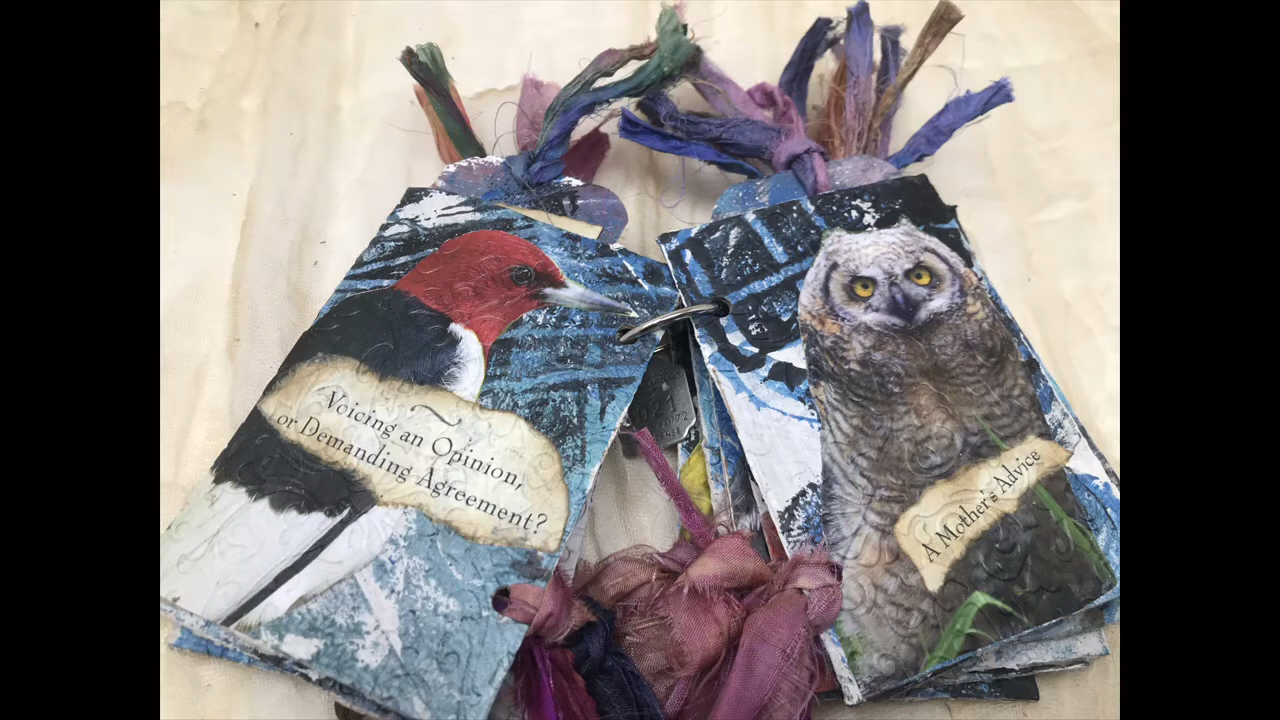 ~
Voicing an Opinion,
or Demanding Agreement?
A Mother's Advice